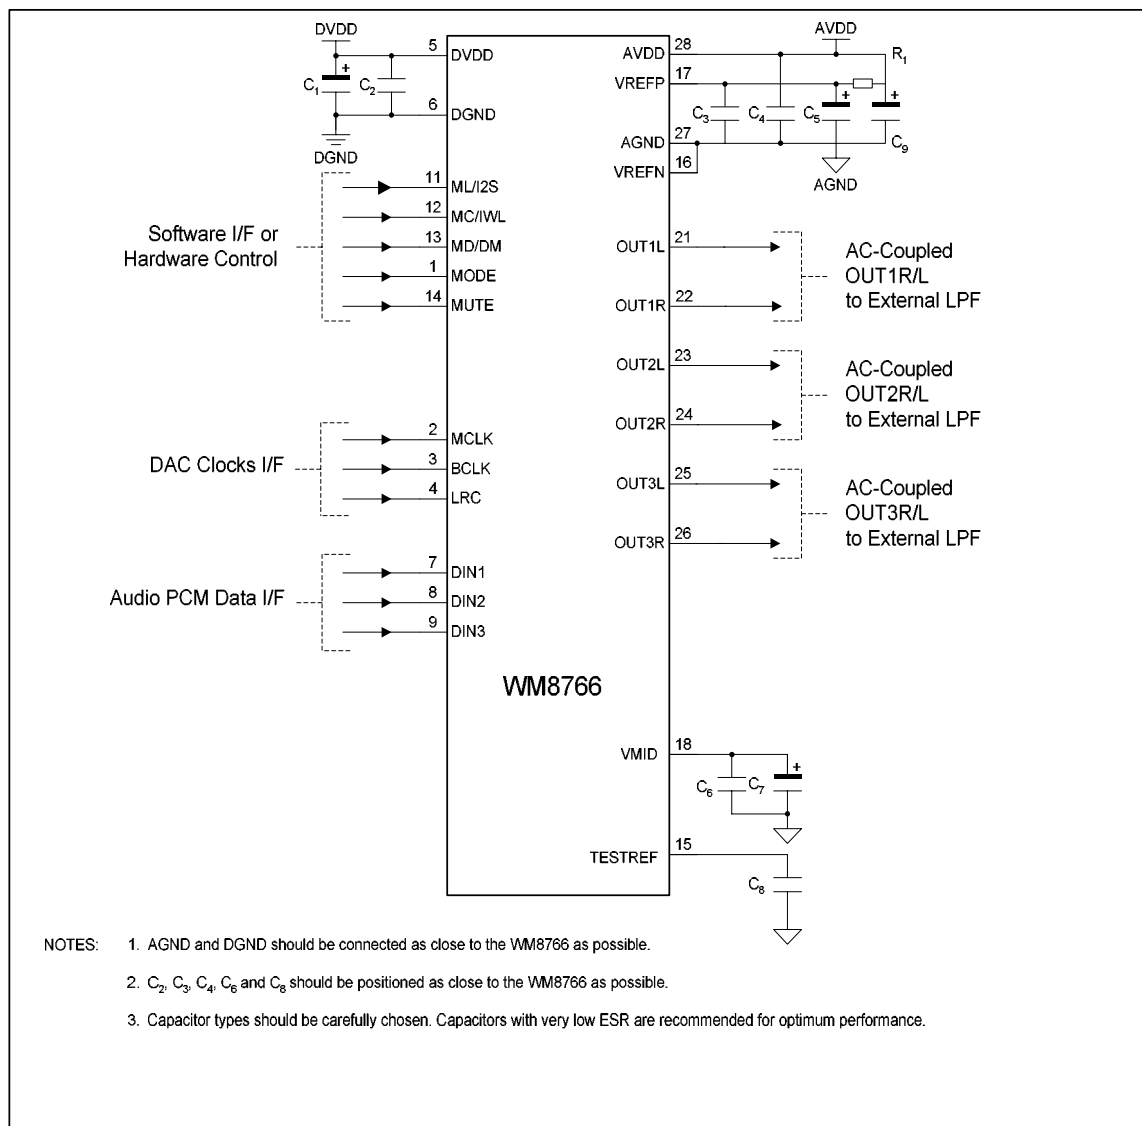 DVDD
5 DVDD
C1 + C2
6 DGND
DGND
11 ML/I2S
12 MC/IWL
13 MD/DM
1 MODE
14 MUTE
Software I/F or
Hardware Control
2 MCLK
3 BCLK
4 LRC
DAC Clocks I/F
7 DIN1
8 DIN2
9 DIN3
Audio PCM Data I/F
WM8766
AVDD
AVDD 28
R1
VREFP 17
C3 C4 C5 + + C9
AGND 27
VREFN 16
AGND
OUT1L 21
OUT1R 22
AC-Coupled
OUT1R/L
to External LPF
OUT2L 23
OUT2R 24
AC-Coupled
OUT2R/L
to External LPF
OUT3L 25
OUT3R 26
AC-Coupled
OUT3R/L
to External LPF
VMID 18
C6 C7 +
TESTREF 15
C8
NOTES: 1. AGND and DGND should be connected as close to the WM8766 as possible.
2. C2, C3, C4, C6 and C8 should be positioned as close to the WM8766 as possible.
3. Capacitor types should be carefully chosen. Capacitors with very low ESR are recommended for optimum performance.